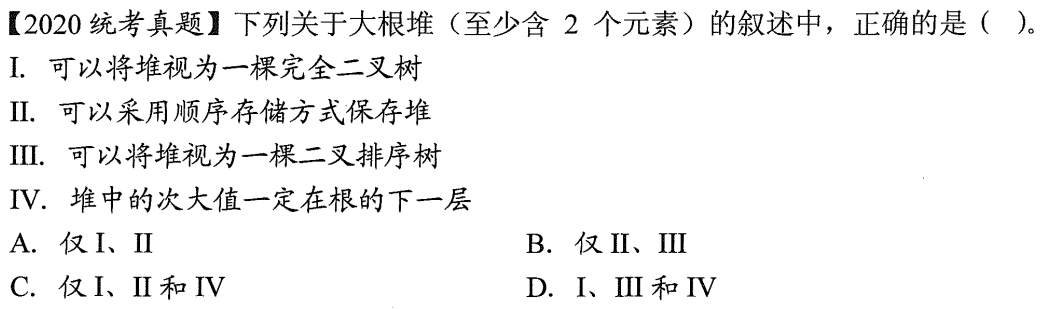 【2020 统考真题】下列关于大根堆（至少含 2 个元素）的叙述中，正确的是（ ）。
I. 可以将堆视为一棵完全二叉树
II. 可以采用顺序存储方式保存堆
III. 可以将堆视为一棵二叉排序树
IV. 堆中的次大值一定在根的下一层
A. 仅 I、II B. 仅 II、III
C. 仅 I、II 和 IV D. I、III 和 IV